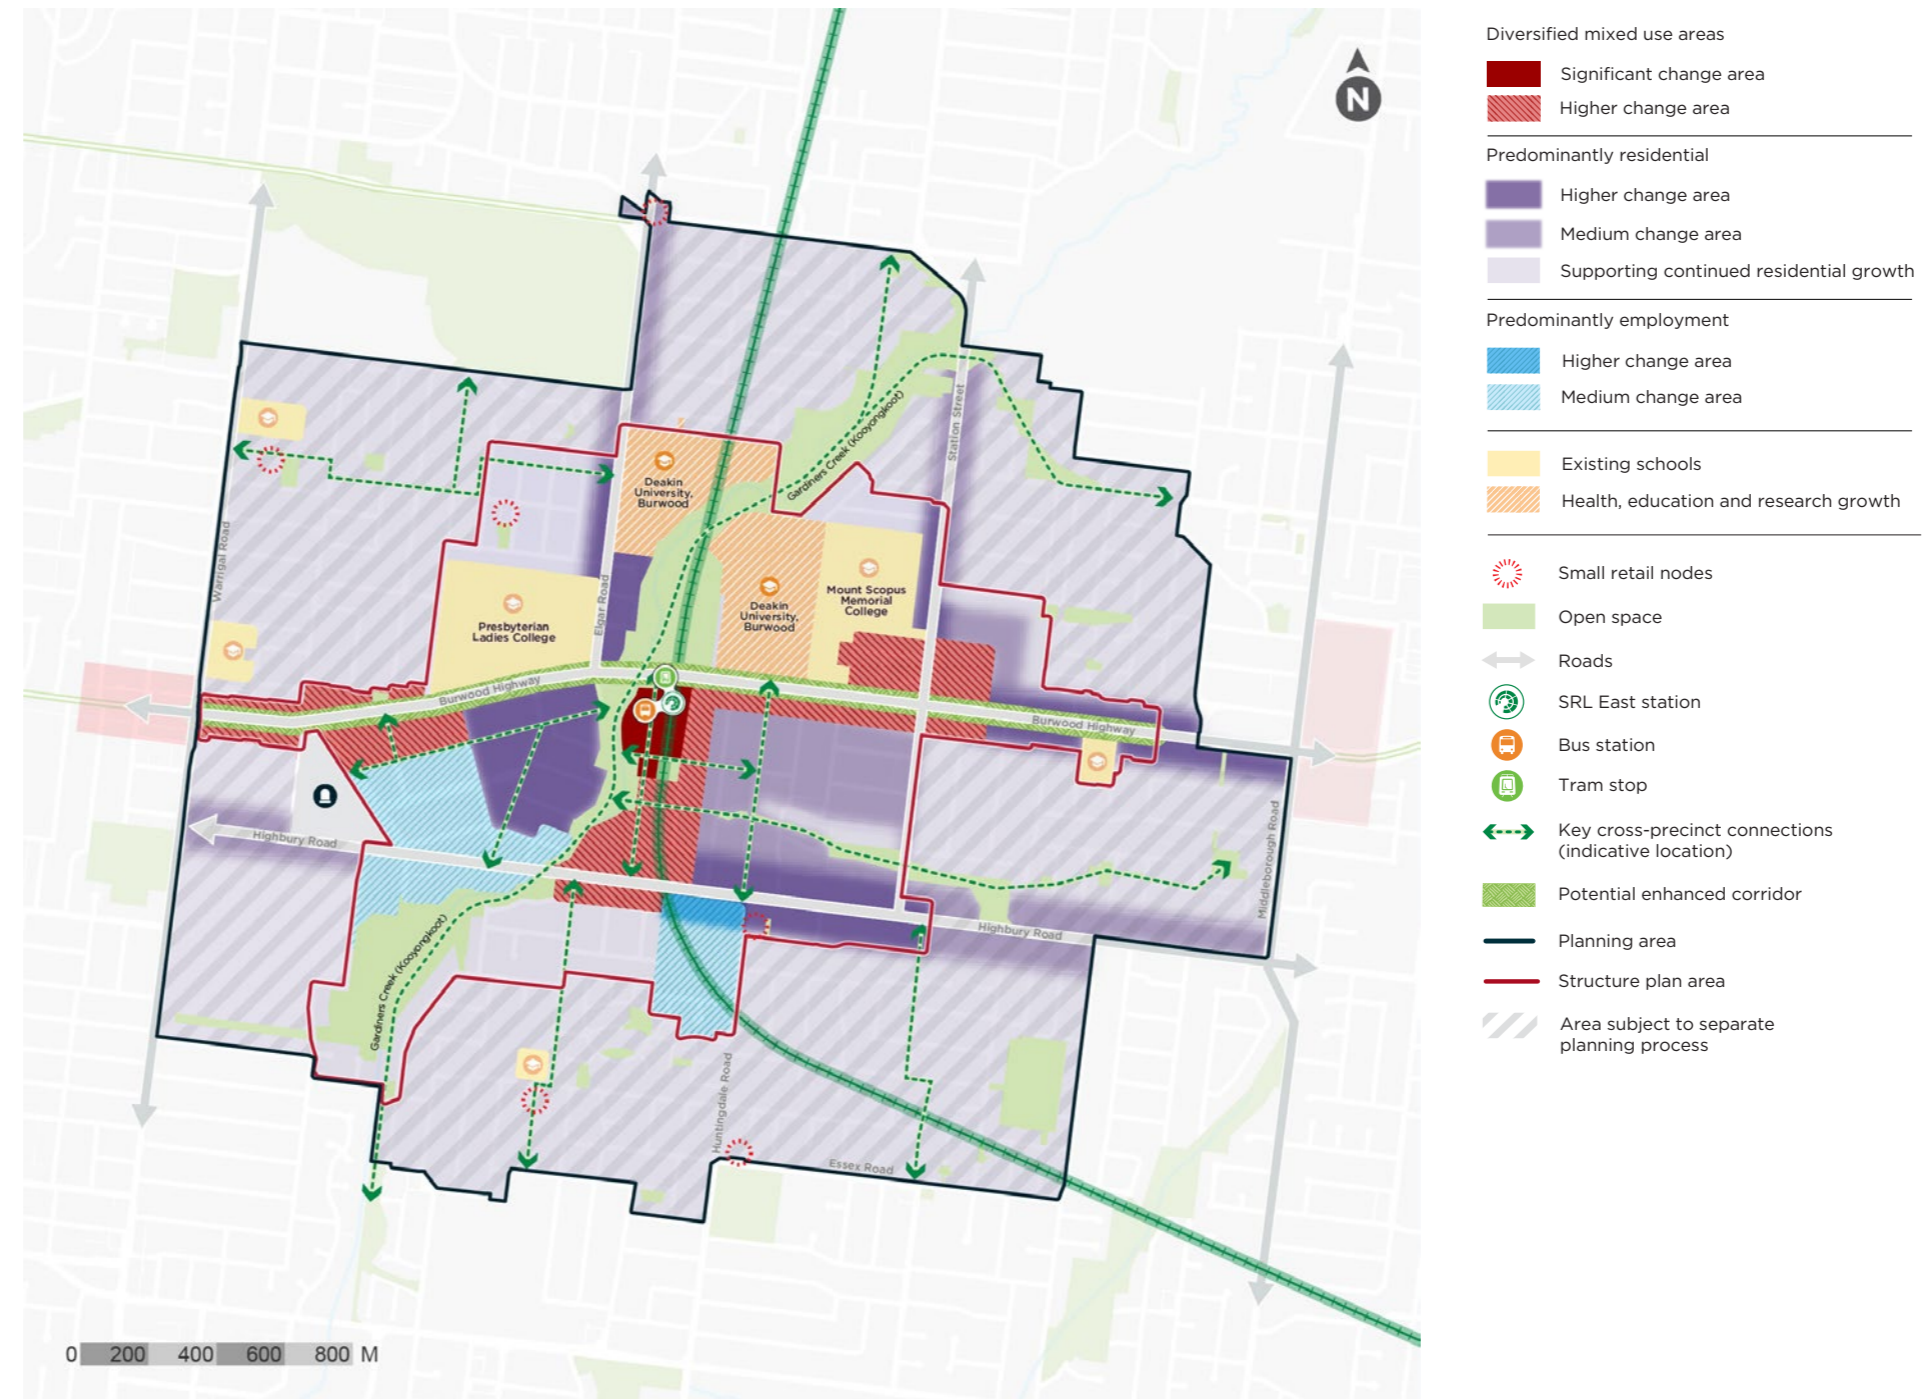 N
Warrigal Road
Deakin
University,
Burwood
Gardiners Creek (Kooyongkoot)
Station Street
Elgar Road
Presbyterian
Ladies College
Deakin
University,
Burwood
Mount Scopus
Memorial
College
Burwood Highway
Burwood Highway
Highbury Road
Highbury Road
Middleborough Road
Gardiners Creek (Kooyongkoot)
Huntingdale Road
Essex Road
0 200 400 600 800 M
Diversified mixed use areas
Significant change area
Higher change area
Predominantly residential
Higher change area
Medium change area
Supporting continued residential growth
Predominantly employment
Higher change area
Medium change area
Existing schools
Health, education and research growth
Small retail nodes
Open space
Roads
SRL East station
Bus station
Tram stop
Key cross-precinct connections
(indicative location)
Potential enhanced corridor
Planning area
Structure plan area
Area subject to separate
planning process